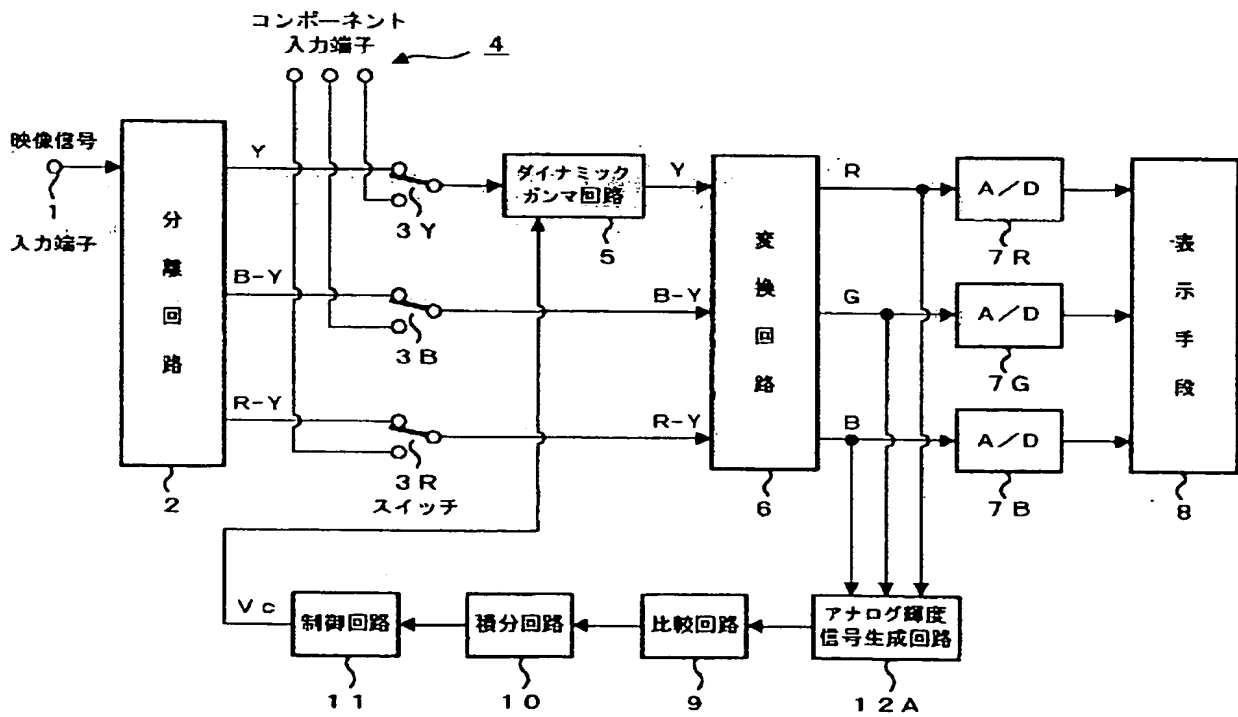 コンポーネント
入力端子
4
映像信号
1
入力端子
分離回路
2
Y
B-Y
R-Y
3Y
3B
3R
スイッチ
ダイナミック
ガンマ回路
5
Y
B-Y
R-Y
変換回路
6
R
G
B
A/D
7R
A/D
7G
A/D
7B
表示手段
8
Vc
制御回路
11
積分回路
10
比較回路
9
アナログ輝度
信号生成回路
12A